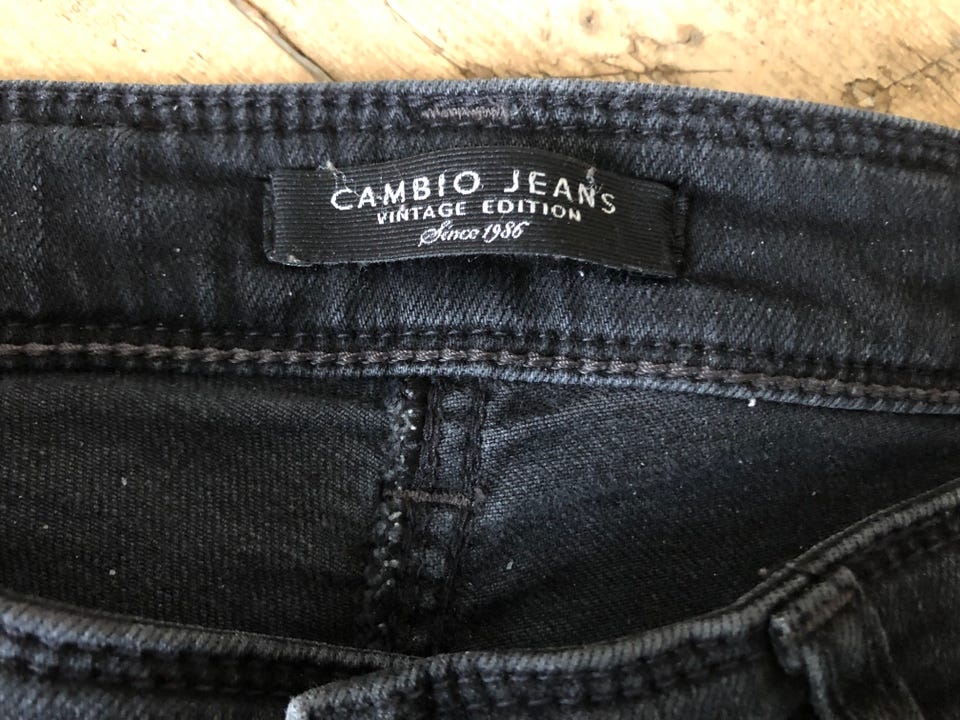 CAMBIO JEANS
VINTAGE EDITION
Since 1986